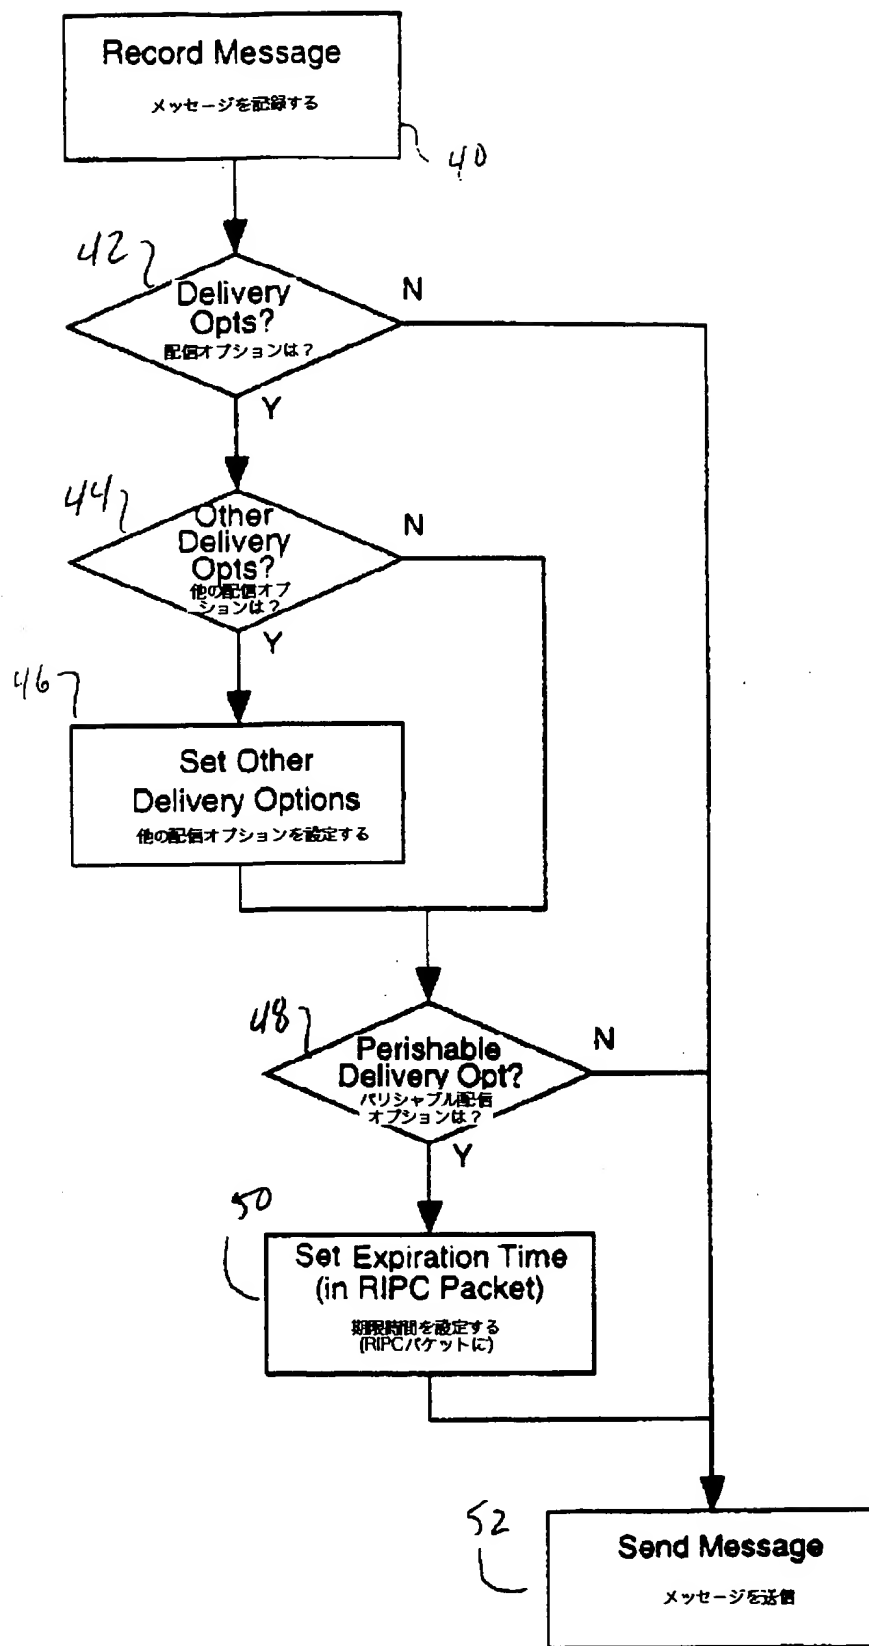 Record Message
メッセージを記録する
40
42
Delivery
Opts?
配信オプションは？
N
Y
44
Other
Delivery
Opts?
他の配信オプ
ションは？
N
Y
46
Set Other
Delivery Options
他の配信オプションを設定する
48
Perishable
Delivery Opt?
パリシャブル配信
オプションは？
N
Y
50
Set Expiration Time
(in RIPC Packet)
期限時間を設定する
(RIPCパケットに)
52
Send Message
メッセージを送信